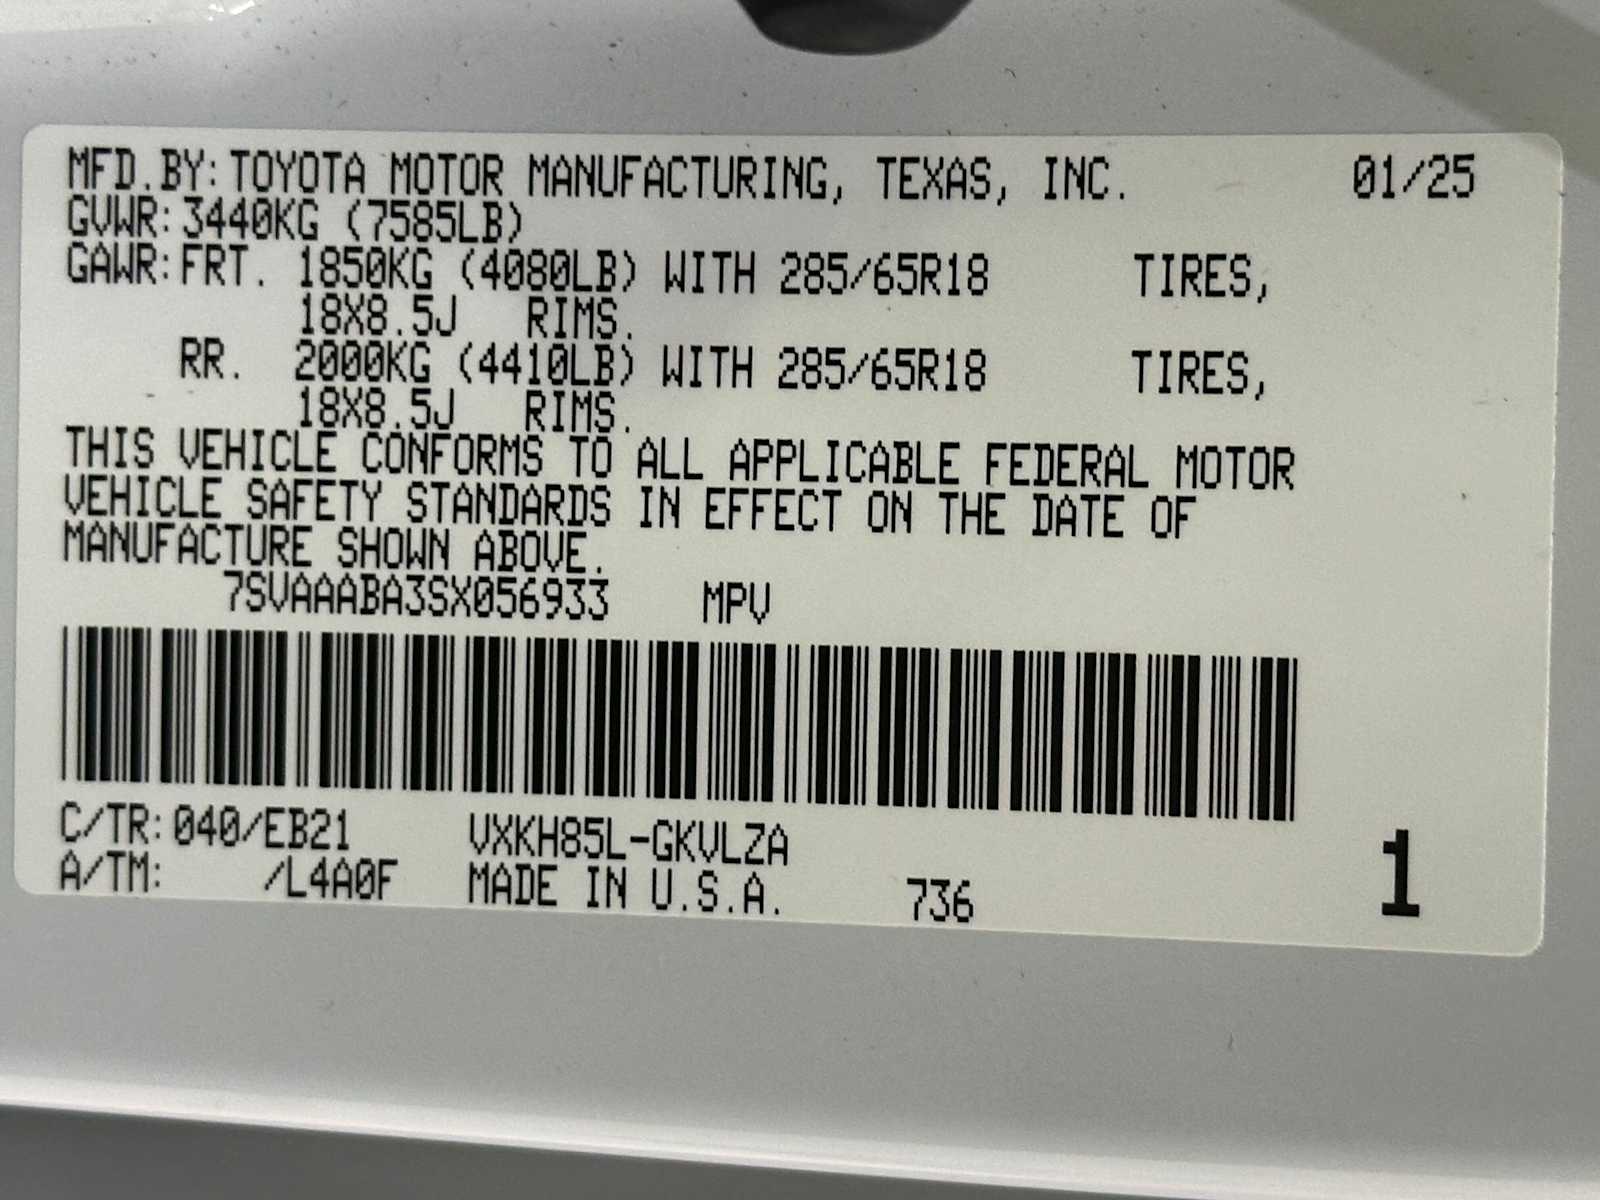 MFD.BY: TOYOTA MOTOR MANUFACTURING, TEXAS, INC. 01/25
GVWR: 3440KG (7585LB)
GAWR: FRT. 1850KG (4080LB) WITH 285/65R18 TIRES,
18X8.5J RIMS.
RR. 2000KG (4410LB) WITH 285/65R18 TIRES,
18X8.5J RIMS.
THIS VEHICLE CONFORMS TO ALL APPLICABLE FEDERAL MOTOR
VEHICLE SAFETY STANDARDS IN EFFECT ON THE DATE OF
MANUFACTURE SHOWN ABOVE.
7SVAAABA3SX056933 MPV
C/TR: 040/EB21 VXKH85L-GKVLZA
A/TM: /L4A0F MADE IN U.S.A. 736 1